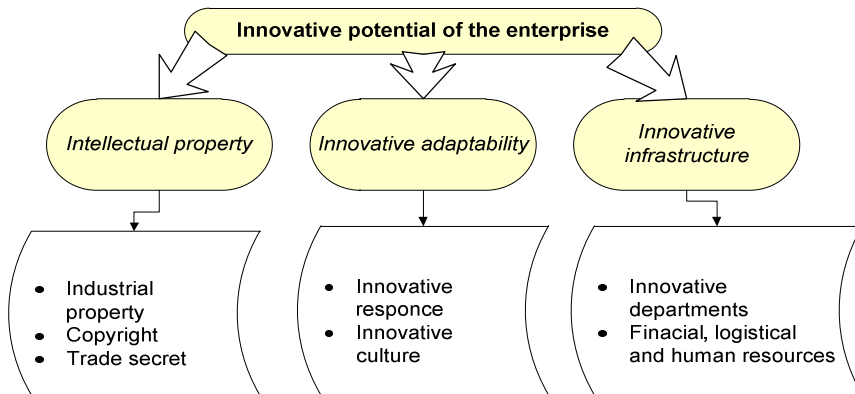 Innovative potential of the enterprise
Intellectual property
Innovative adaptability
Innovative
infrastructure
• Industrial
property
• Copyright
• Trade secret
• Innovative
responce
• Innovative
culture
• Innovative
departments
• Finacial, logistical
and human resources